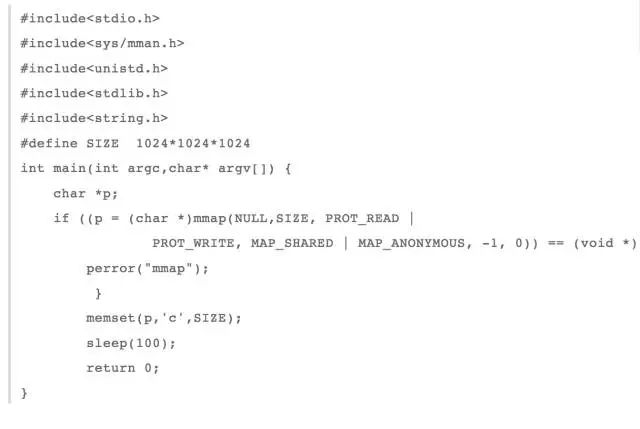 #include<stdio.h>
#include<sys/mman.h>
#include<unistd.h>
#include<stdlib.h>
#include<string.h>
#define SIZE  1024*1024*1024
int main(int argc,char* argv[]) {
    char *p;
    if ((p = (char *)mmap(NULL,SIZE, PROT_READ |
                PROT_WRITE, MAP_SHARED | MAP_ANONYMOUS, -1, 0)) == (void *)
        perror("mmap");
         }
        memset(p,'c',SIZE);
        sleep(100);
        return 0;
}